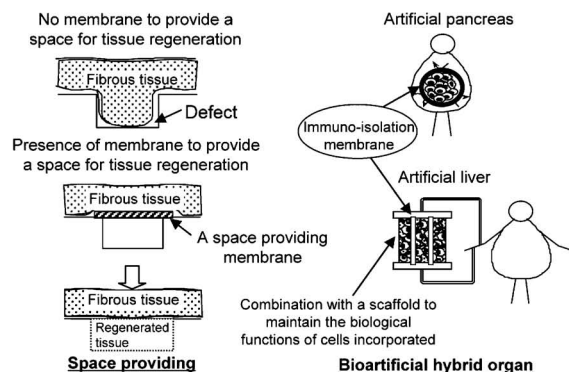 No membrane to provide a
space for tissue regeneration
Fibrous tissue
Defect
Presence of membrane to provide
a space for tissue regeneration
Fibrous tissue
A space providing
membrane
Fibrous tissue
Regenerated
tissue
Space providing
Artificial pancreas
Immuno-isolation
membrane
Artificial liver
Combination with a scaffold to
maintain the biological
functions of cells incorporated
Bioartificial hybrid organ